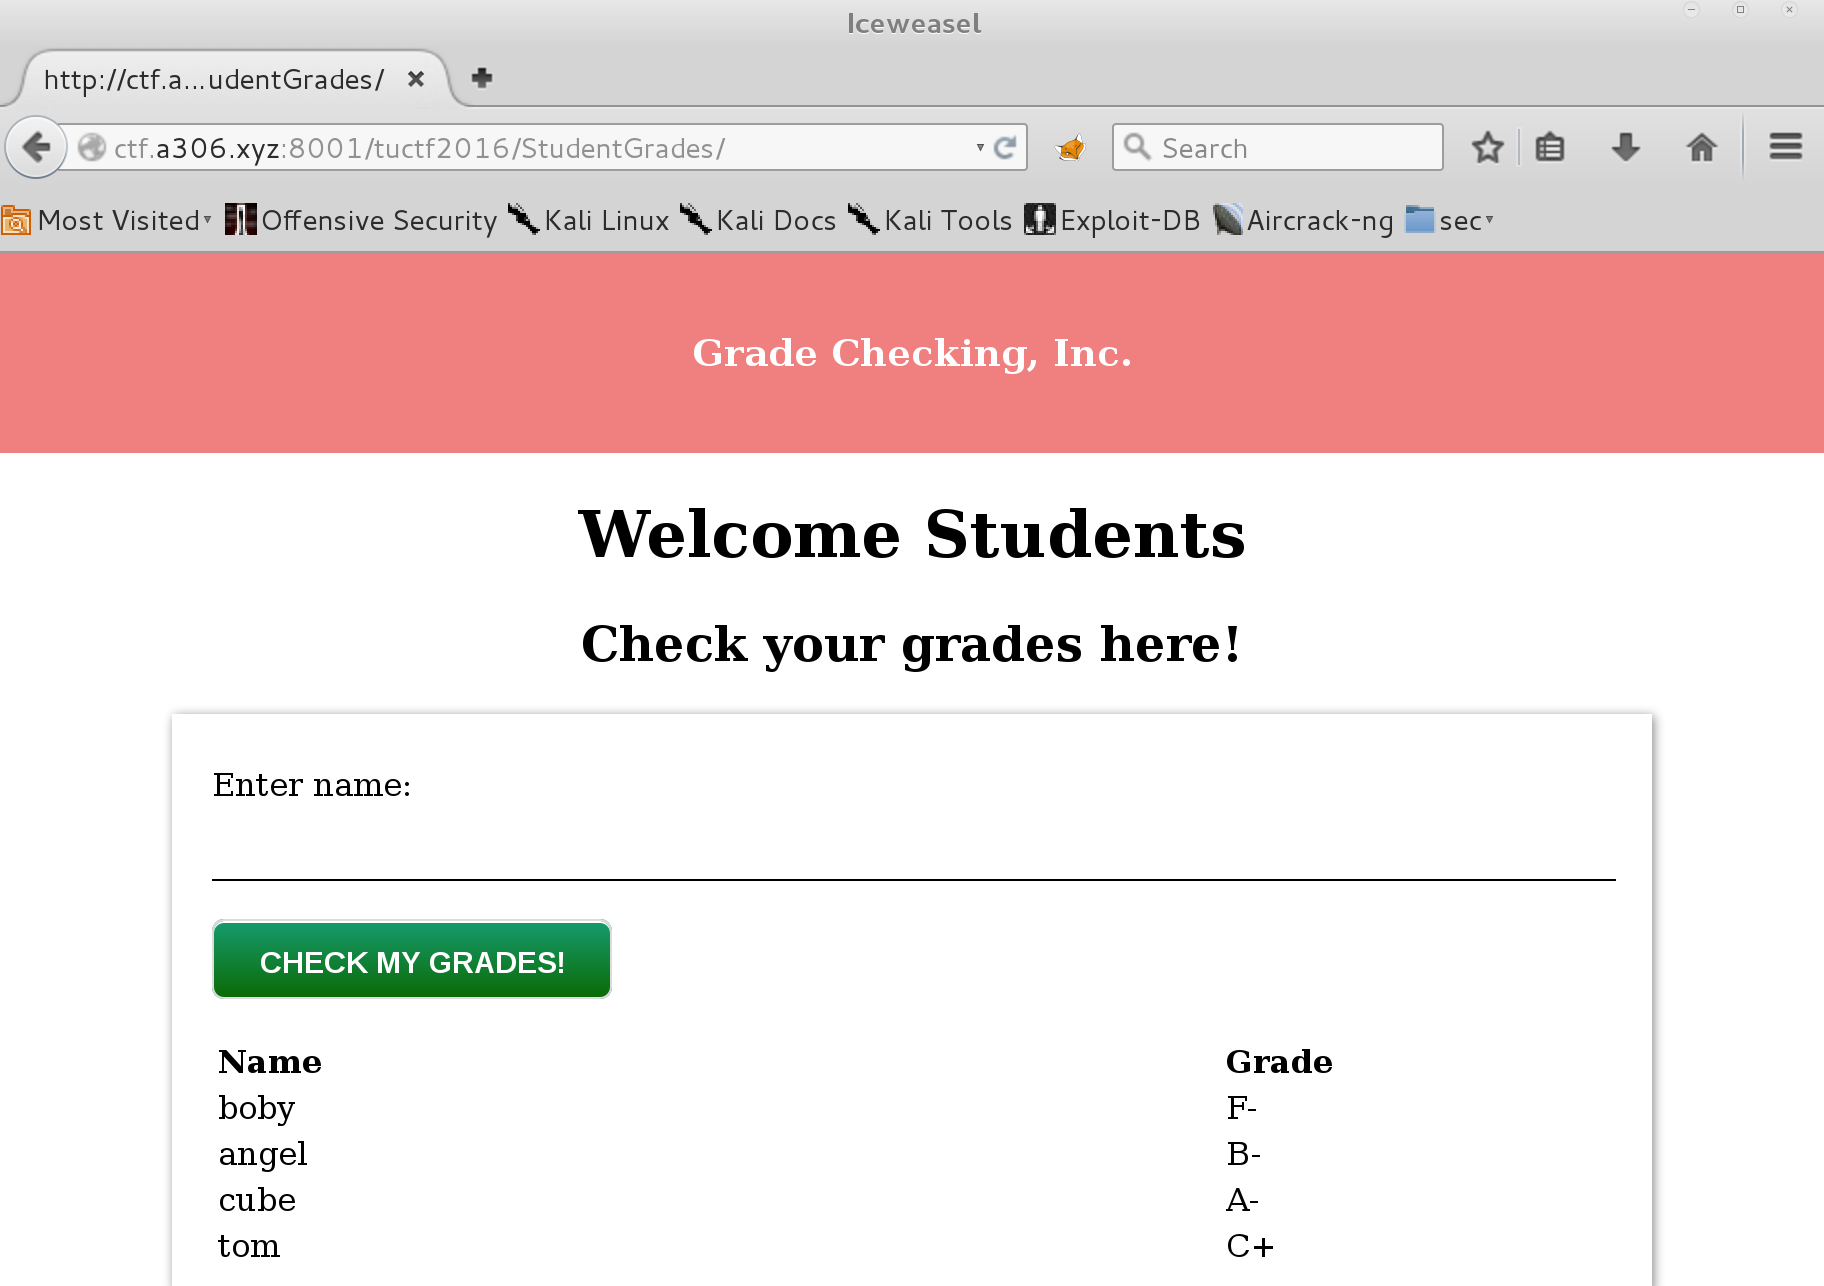 Iceweasel
http://ctf.a...udentGrades/
ctf.a306.xyz:8001/tuctf2016/StudentGrades/ Search
Most Visited Offensive Security Kali Linux Kali Docs Kali Tools Exploit-DB Aircrack-ng sec
Grade Checking, Inc.
Welcome Students
Check your grades here!
Enter name:
CHECK MY GRADES!
Name Grade
boby F-
angel B-
cube A-
tom C+